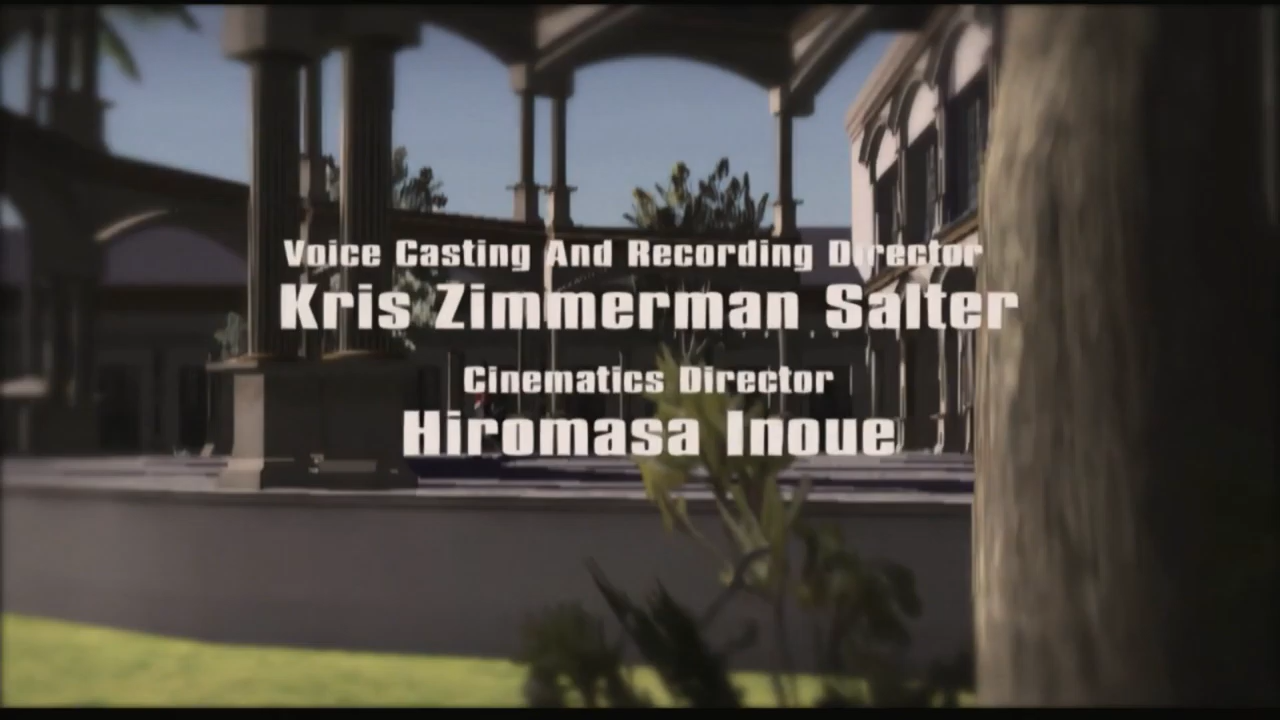 Voice Casting And Recording Director
Kris Zimmerman Salter
Cinematics Director
Hiromasa Inoue